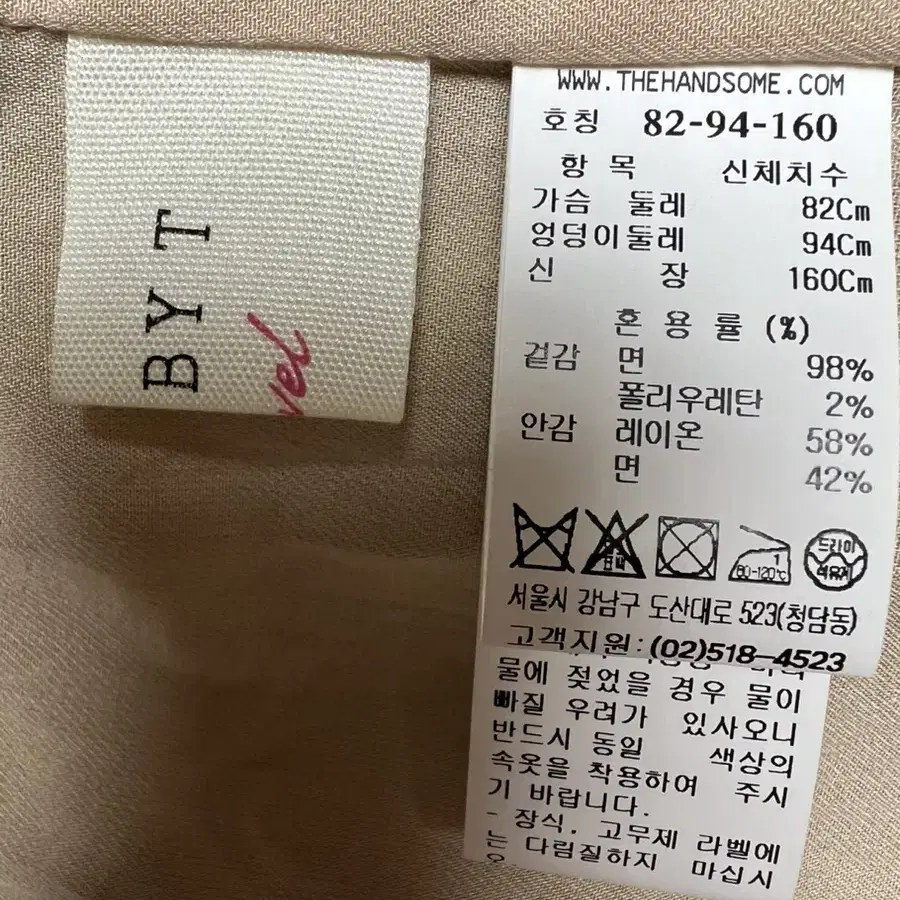 BY T
vel
WWW.THEHANDSOME.COM
호칭 82-94-160
항 목 신체치수
가슴 둘레 82Cm
엉덩이둘레 94Cm
신 장 160Cm
혼 용 률 (%)
겉감 면 98%
폴리우레탄 2%
안감 레이온 58%
면 42%
1
80-120℃
드라이
석유계
서울시 강남구 도산대로 523(청담동)
고객지원: (02)518-4523
물에 젖었을 경우 물이
빠질 우려가 있사오니
반드시 동일 색상의
속옷을 착용하여 주시
기 바랍니다.
- 장식, 고무제 라벨에
는 다림질하지 마십시